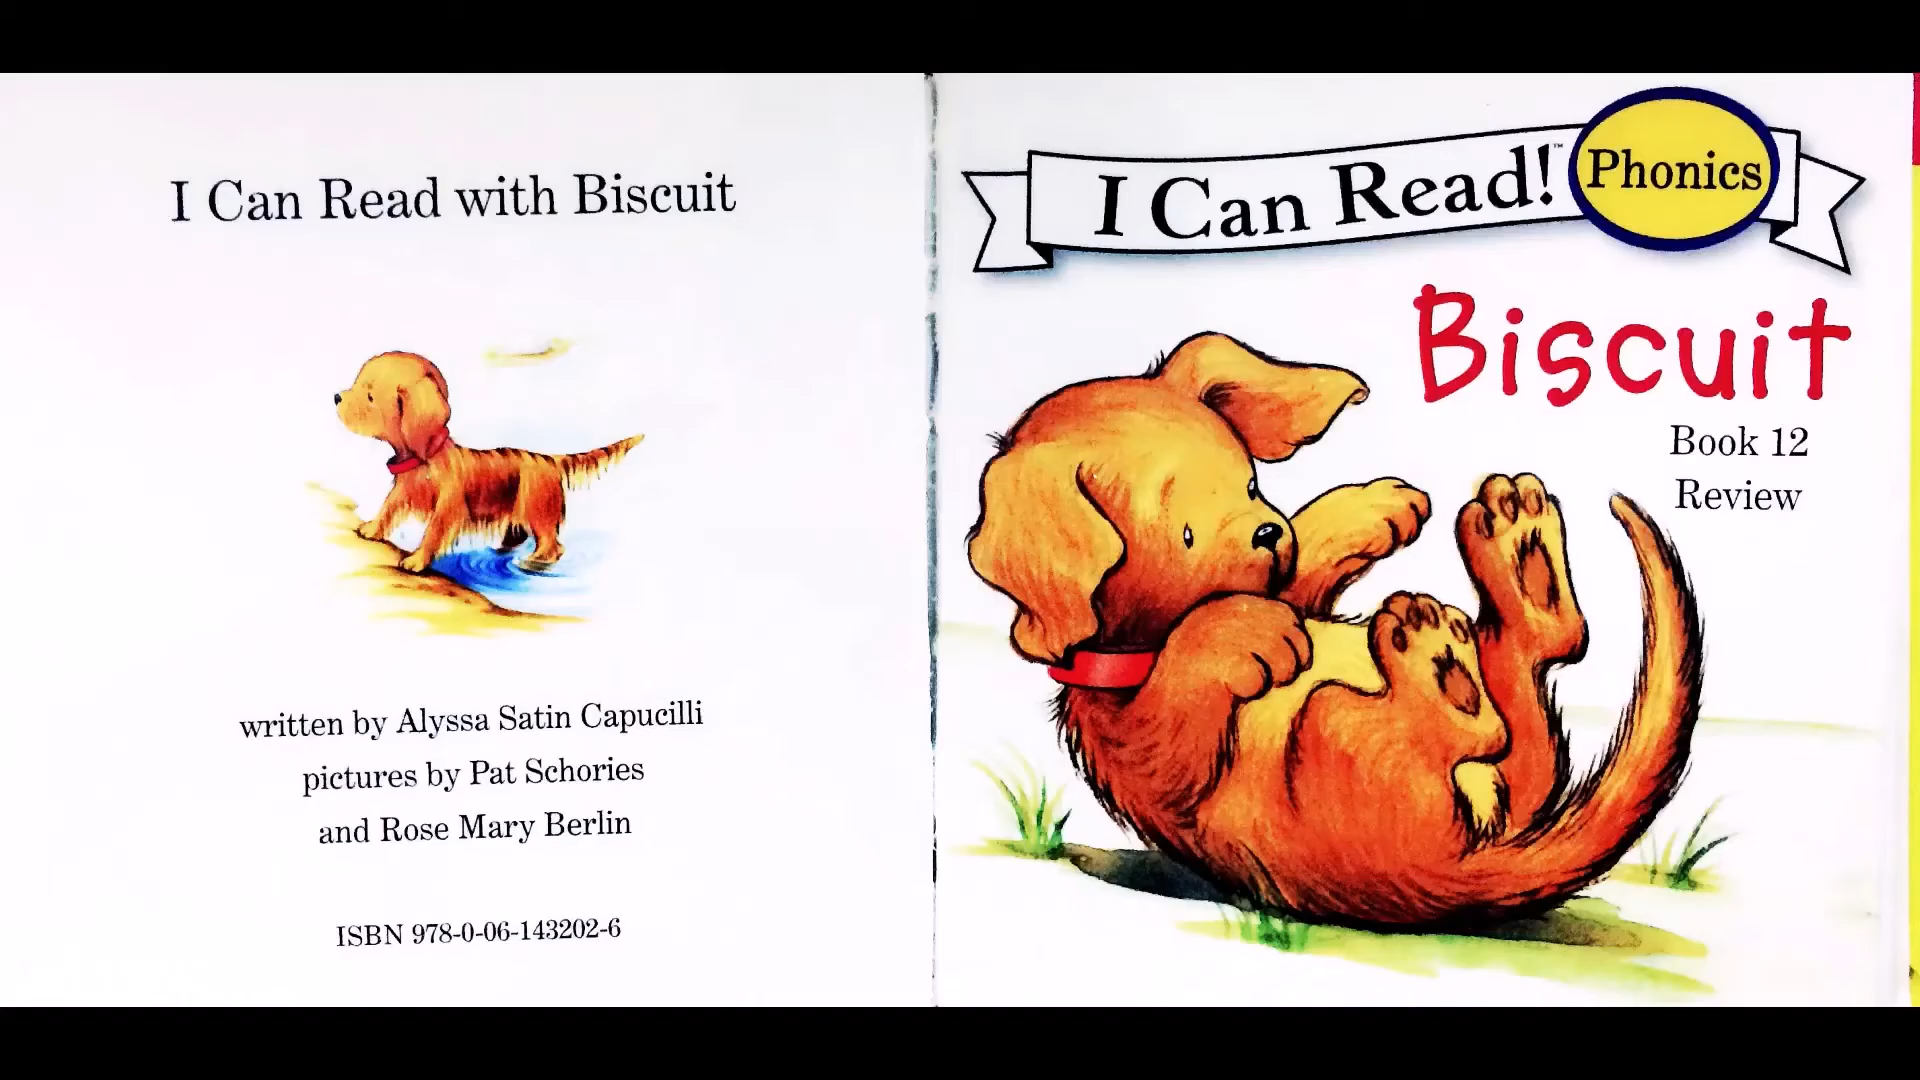 I Can Read with Biscuit
written by Alyssa Satin Capucilli
pictures by Pat Schories
and Rose Mary Berlin
ISBN 978-0-06-143202-6
I Can Read!™ Phonics
Biscuit
Book 12
Review